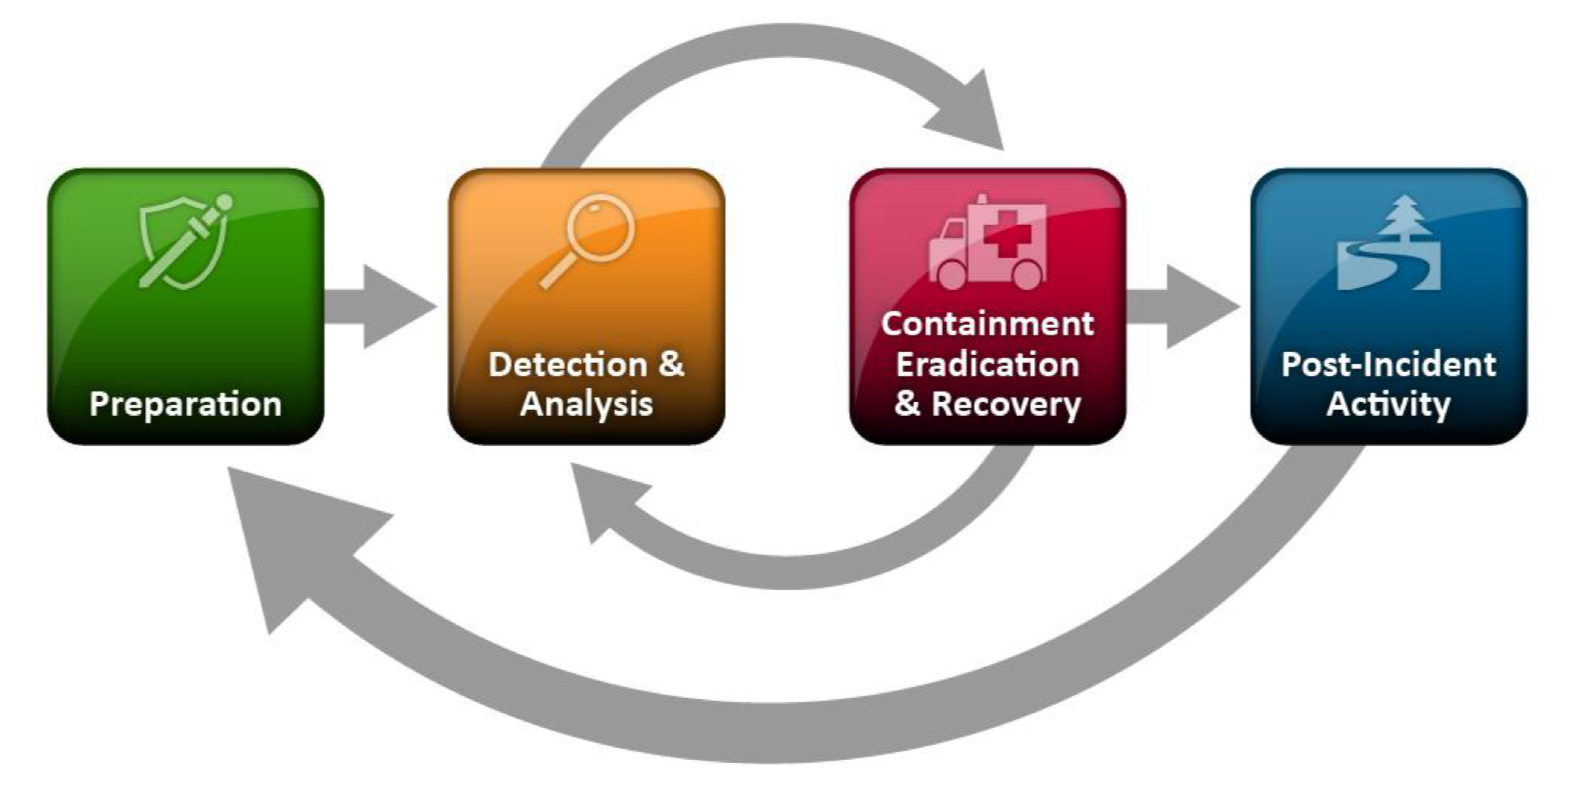 Preparation
Detection &
Analysis
Containment
Eradication
& Recovery
Post-Incident
Activity